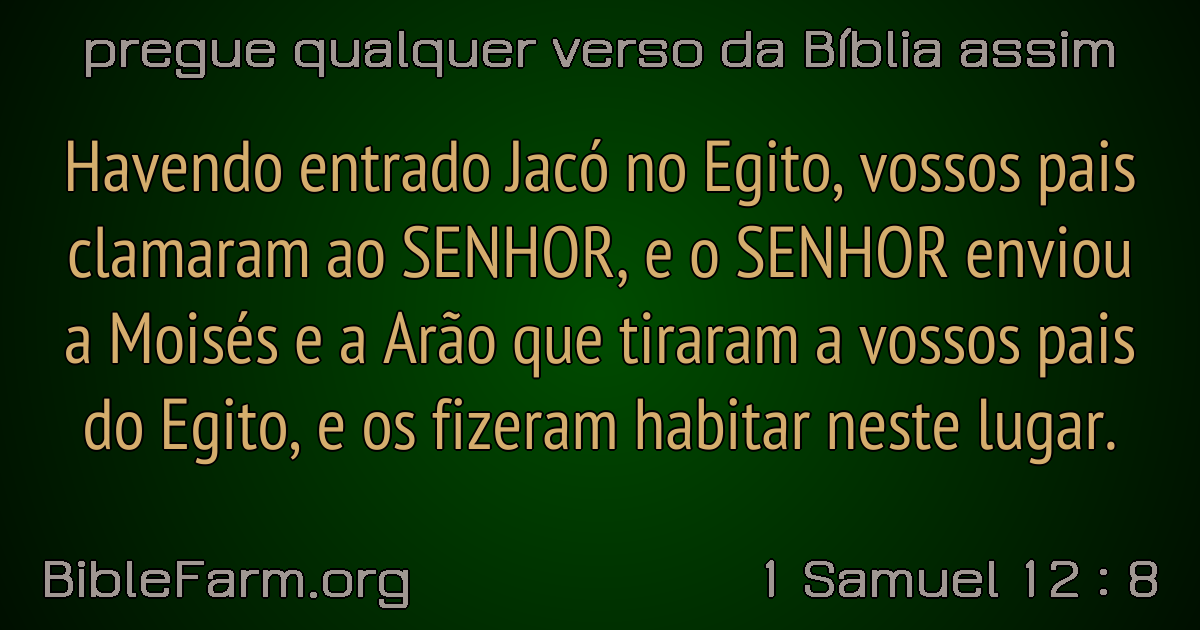 pregue qualquer verso da Bíblia assim
Havendo entrado Jacó no Egito, vossos pais
clamaram ao SENHOR, e o SENHOR enviou
a Moisés e a Arão que tiraram a vossos pais
do Egito, e os fizeram habitar neste lugar.
BibleFarm.org
1 Samuel 12 : 8